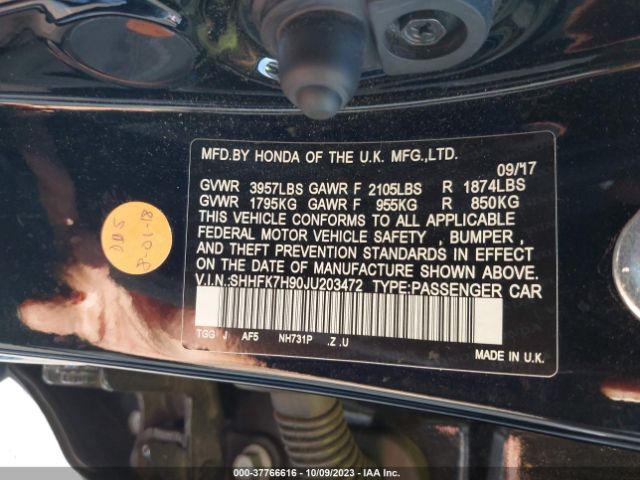 MFD.BY HONDA OF THE U.K. MFG.,LTD.
09/17
GVWR 3957LBS GAWR F 2105LBS R 1874LBS
GVWR 1795KG GAWR F 955KG R 850KG
THIS VEHICLE CONFORMS TO ALL APPLICABLE
FEDERAL MOTOR VEHICLE SAFETY , BUMPER ,
AND THEFT PREVENTION STANDARDS IN EFFECT
ON THE DATE OF MANUFACTURE SHOWN ABOVE.
V.I.N.:SHHFK7H90JU203472 TYPE:PASSENGER CAR
TGG J AF5 NH731P .Z .U
MADE IN U.K.
000-37766616 - 10/09/2023 - IAA Inc.